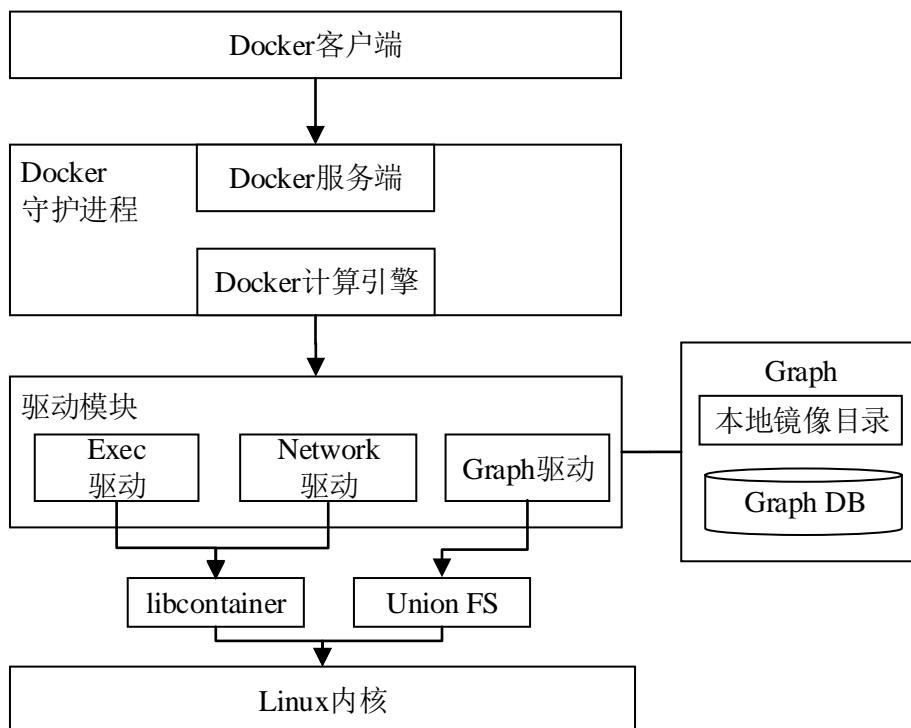 Docker客户端
Docker
守护进程
Docker服务端
Docker计算引擎
驱动模块
Exec
驱动
Network
驱动
Graph驱动
Graph
本地镜像目录
Graph DB
libcontainer
Union FS
Linux内核